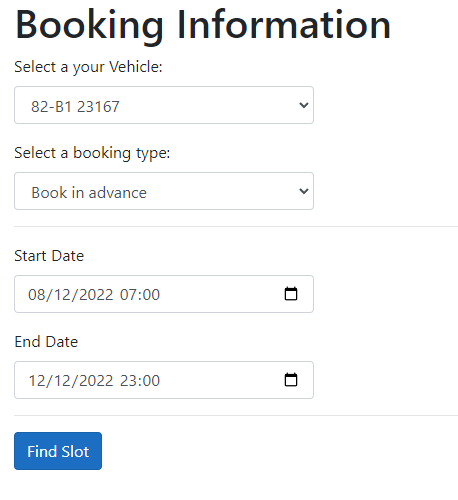 Booking Information
Select a your Vehicle:
82-B1 23167
Select a booking type:
Book in advance
Start Date
08/12/2022 07:00
End Date
12/12/2022 23:00
Find Slot